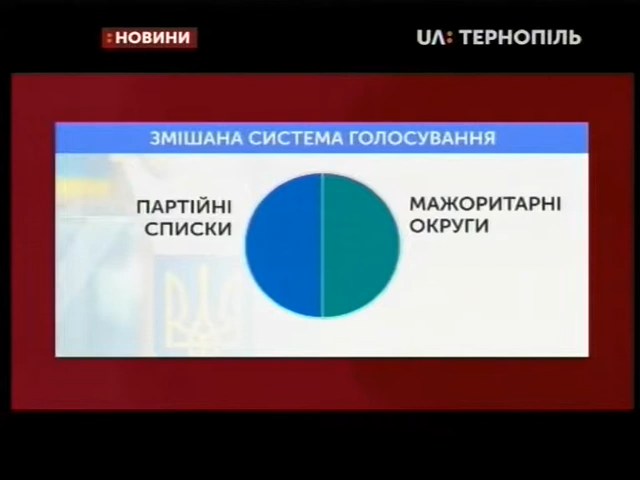 :НОВИНИ
UA: ТЕРНОПІЛЬ
ЗМІШАНА СИСТЕМА ГОЛОСУВАННЯ
ПАРТІЙНІ
СПИСКИ
МАЖОРИТАРНІ
ОКРУГИ